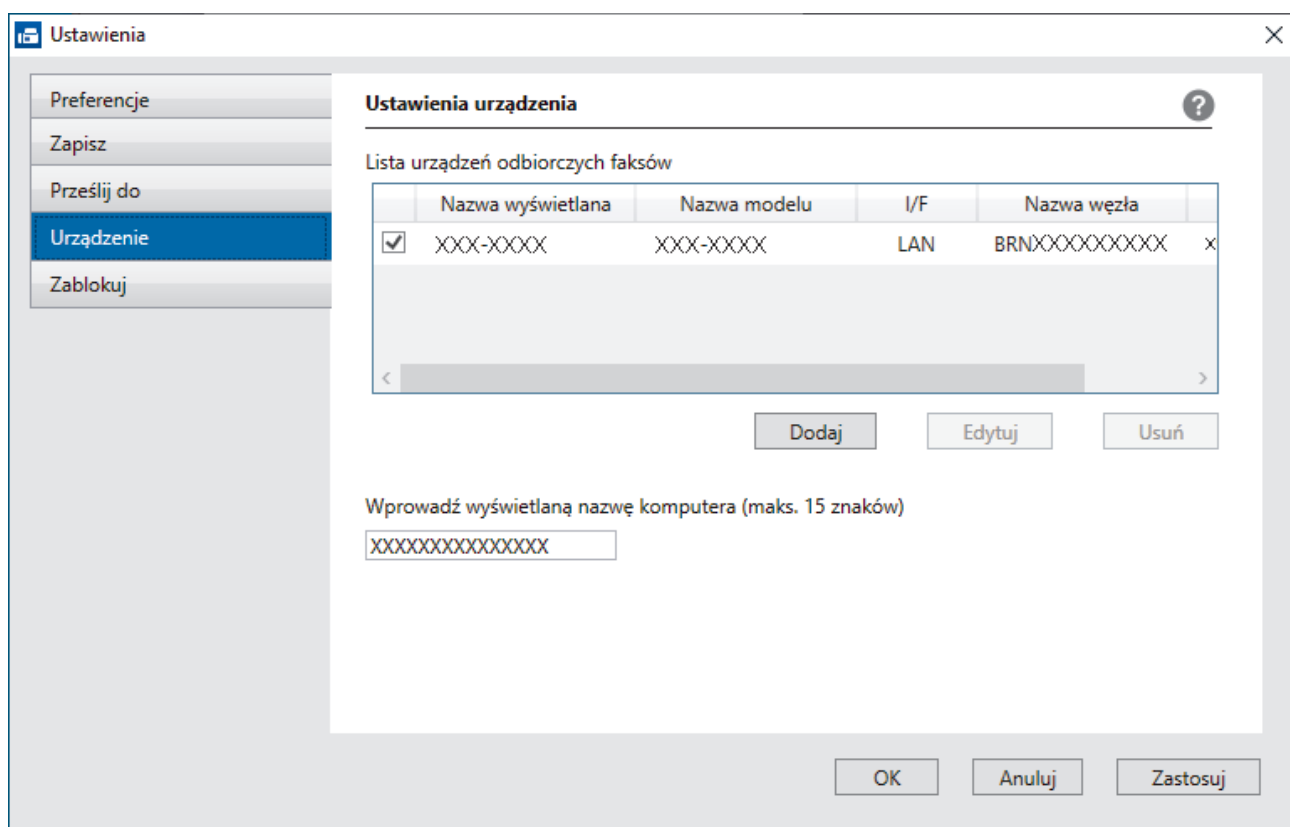 Ustawienia
Preferencje
Zapisz
Prześlij do
Urządzenie
Zablokuj
Ustawienia urządzenia
?
Lista urządzeń odbiorczych faksów
Nazwa wyświetlana Nazwa modelu I/F Nazwa węzła
XXX-XXXX XXX-XXXX LAN BRNXXXXXXXXXX x
Dodaj Edytuj Usuń
Wprowadź wyświetlaną nazwę komputera (maks. 15 znaków)
XXXXXXXXXXXXXXX
OK Anuluj Zastosuj